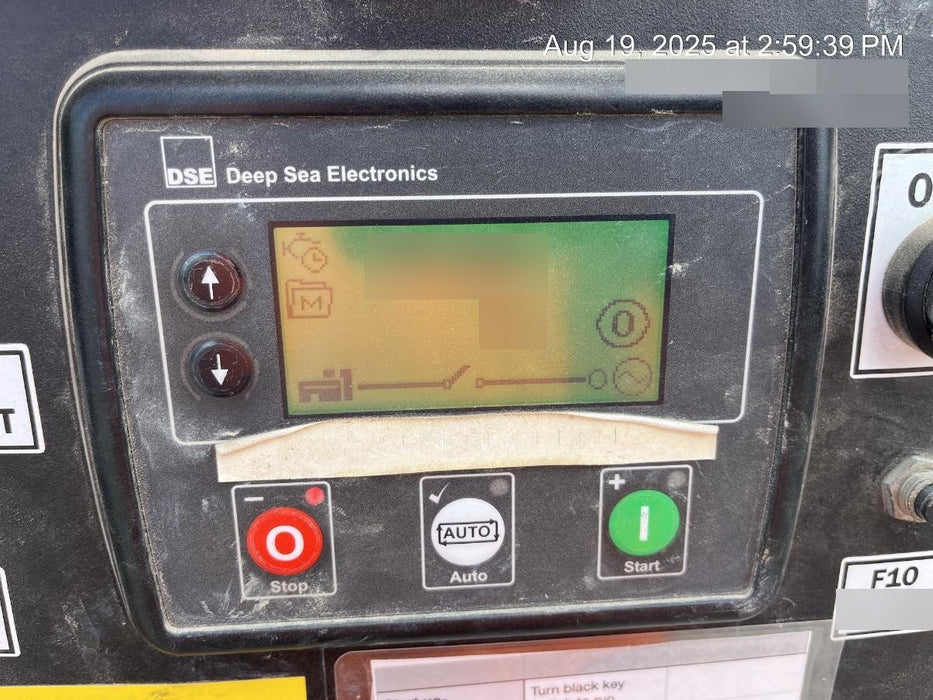 Aug 19, 2025 at 2:59:39 PM
DSE Deep Sea Electronics
M
0
O
T
Stop
AUTO
Auto
Start
F10
Turn black key